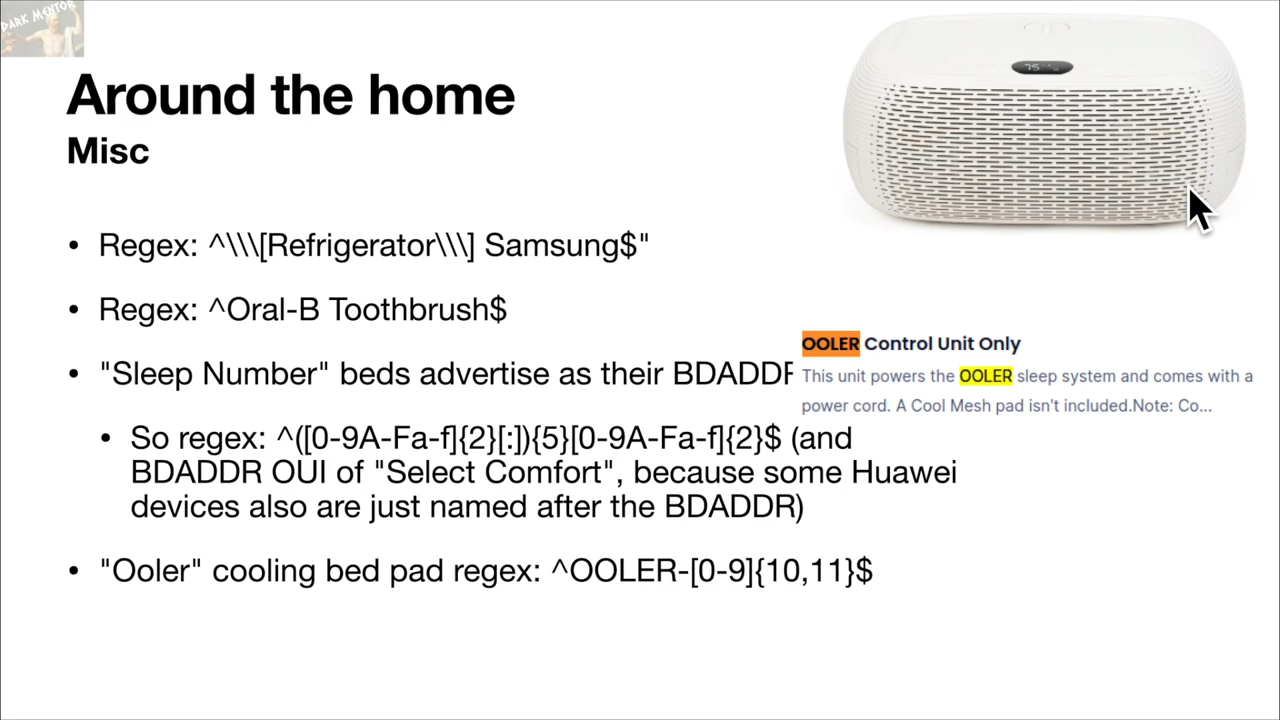 DARK MENTOR
Around the home
Misc
75
• Regex: ^\\\[Refrigerator\\\] Samsung$"
• Regex: ^Oral-B Toothbrush$
• "Sleep Number" beds advertise as their BDADDR
OOLER Control Unit Only
This unit powers the OOLER sleep system and comes with a
power cord. A Cool Mesh pad isn't included.Note: Co...
• So regex: ^([0-9A-Fa-f]{2}[:]){5}[0-9A-Fa-f]{2}$ (and
BDADDR OUI of "Select Comfort", because some Huawei
devices also are just named after the BDADDR)
• "Ooler" cooling bed pad regex: ^OOLER-[0-9]{10,11}$